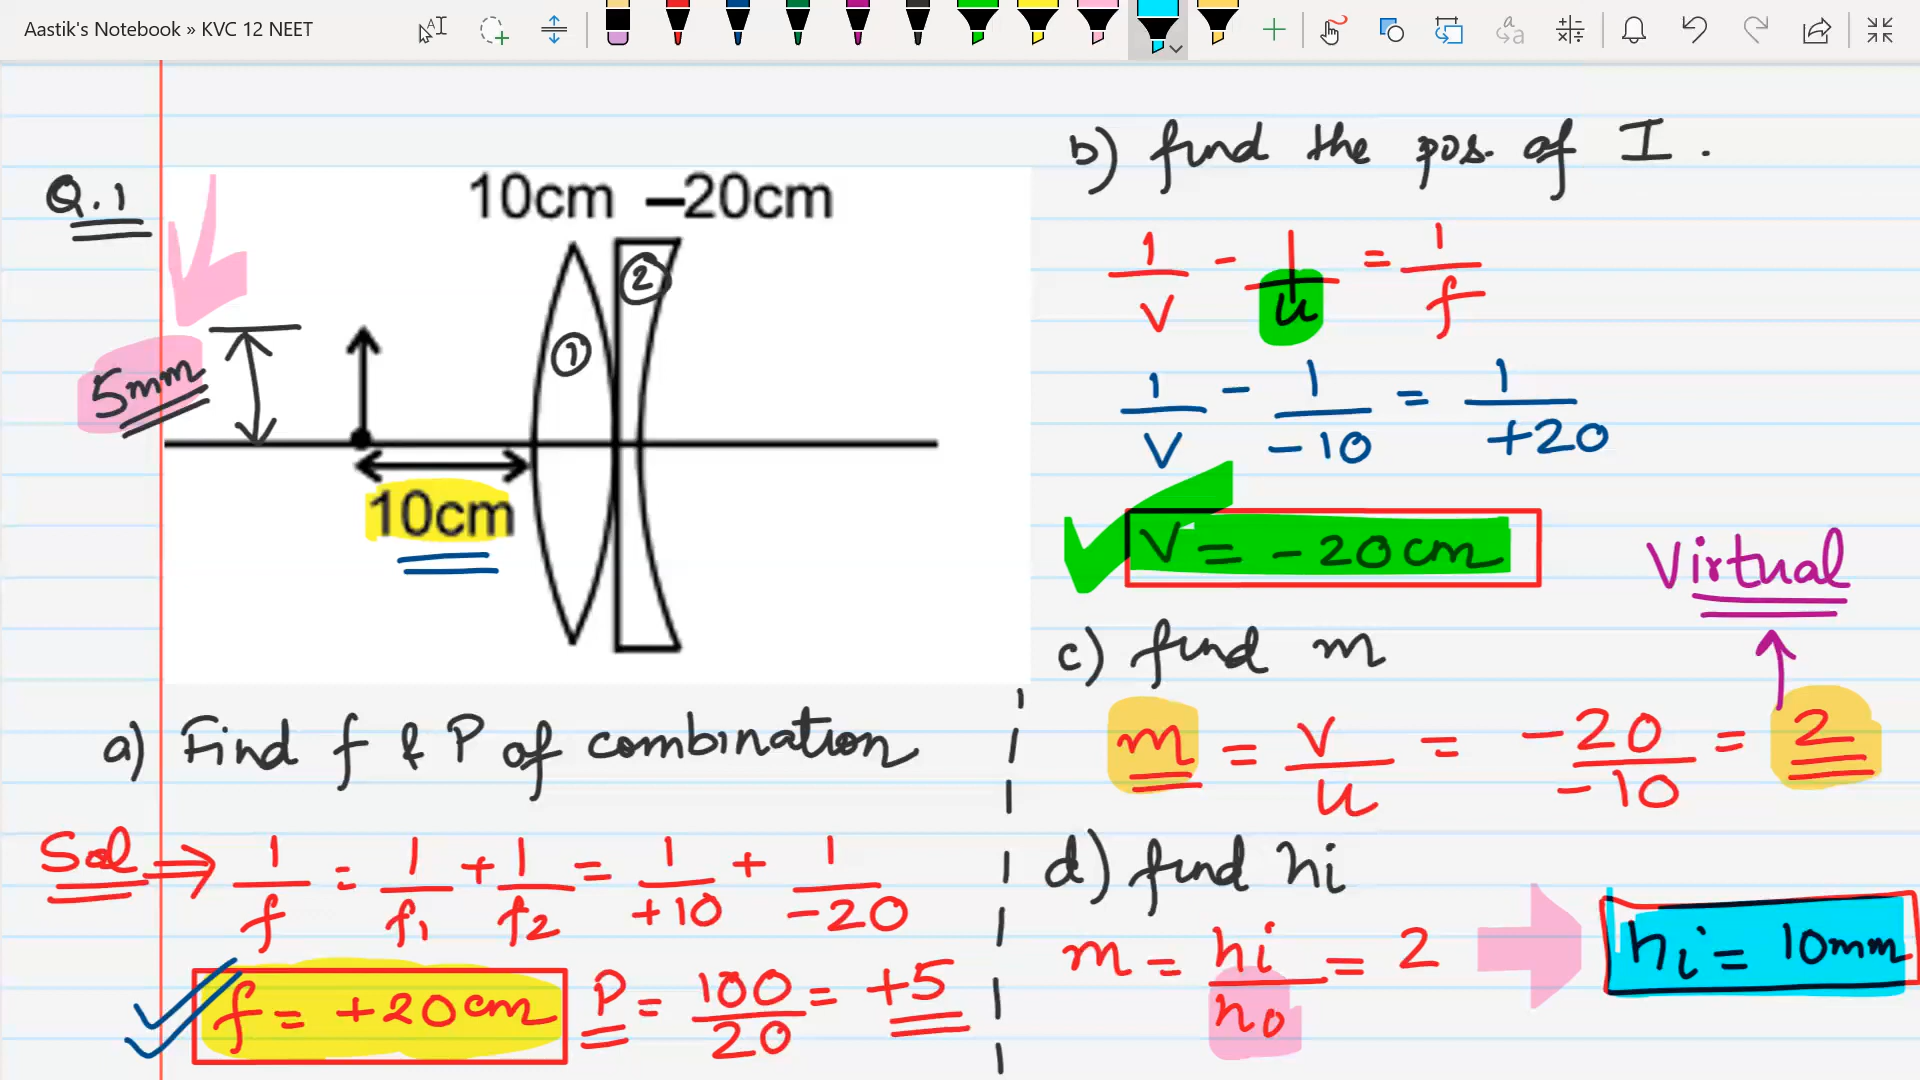 Aastik's Notebook » KVC 12 NEET
Q.1
10cm –20cm
1
2
5mm
10cm
a) Find f & P of combination
Sol ⇒ 1/f = 1/f1 + 1/f2 = 1/+10 + 1/-20
f = +20cm
P = 100/20 = +5
b) find the pos. of I.
1/v - 1/u = 1/f
1/v - 1/-10 = 1/+20
V = -20cm
Virtual
c) find m
m = v/u = -20/-10 = 2
d) find hi
m = hi/ho = 2
hi = 10mm